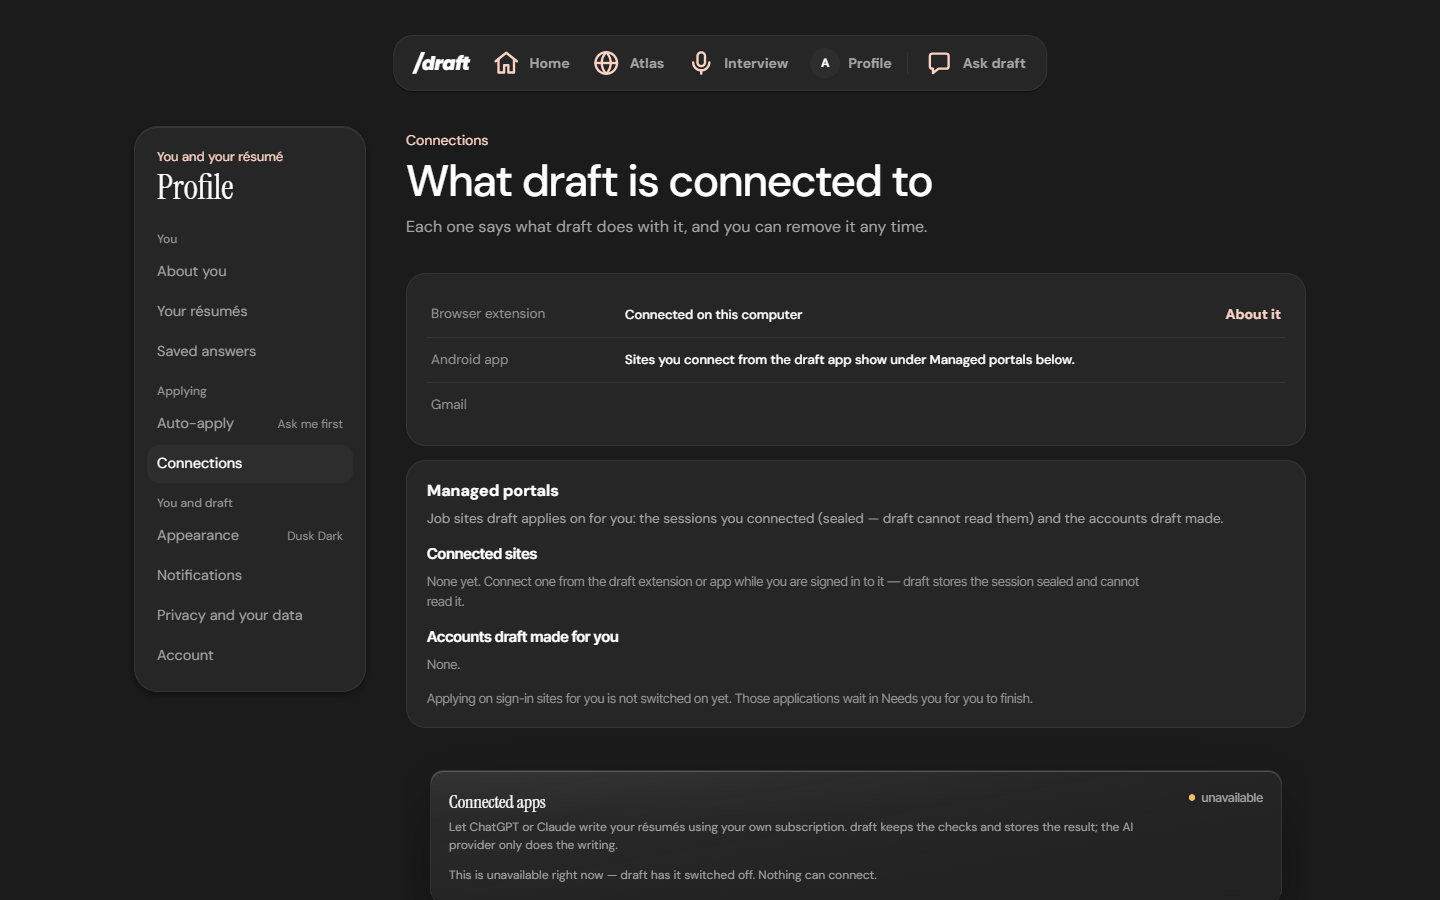 /draft
Home
Atlas
Interview
A
Profile
Ask draft
You and your résumé
Profile
You
About you
Your résumés
Saved answers
Applying
Auto-apply
Ask me first
Connections
You and draft
Appearance
Dusk Dark
Notifications
Privacy and your data
Account
Connections
What draft is connected to
Each one says what draft does with it, and you can remove it any time.
Browser extension
Connected on this computer
About it
Android app
Sites you connect from the draft app show under Managed portals below.
Gmail
Managed portals
Job sites draft applies on for you: the sessions you connected (sealed — draft cannot read them) and the accounts draft made.
Connected sites
None yet. Connect one from the draft extension or app while you are signed in to it — draft stores the session sealed and cannot
read it.
Accounts draft made for you
None.
Applying on sign-in sites for you is not switched on yet. Those applications wait in Needs you for you to finish.
Connected apps
unavailable
Let ChatGPT or Claude write your résumés using your own subscription. draft keeps the checks and stores the result; the AI
provider only does the writing.
This is unavailable right now — draft has it switched off. Nothing can connect.